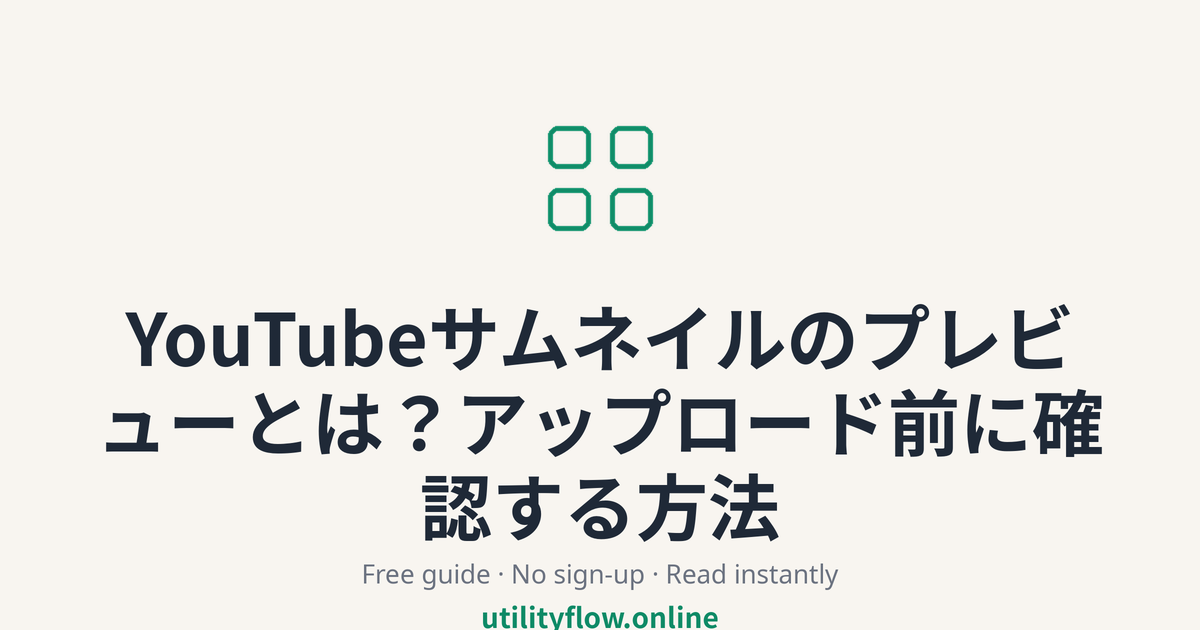 YouTubeサムネイルのプレビ
ューとは？アップロード前に確
認する方法
Free guide · No sign-up · Read instantly
utilityflow.online